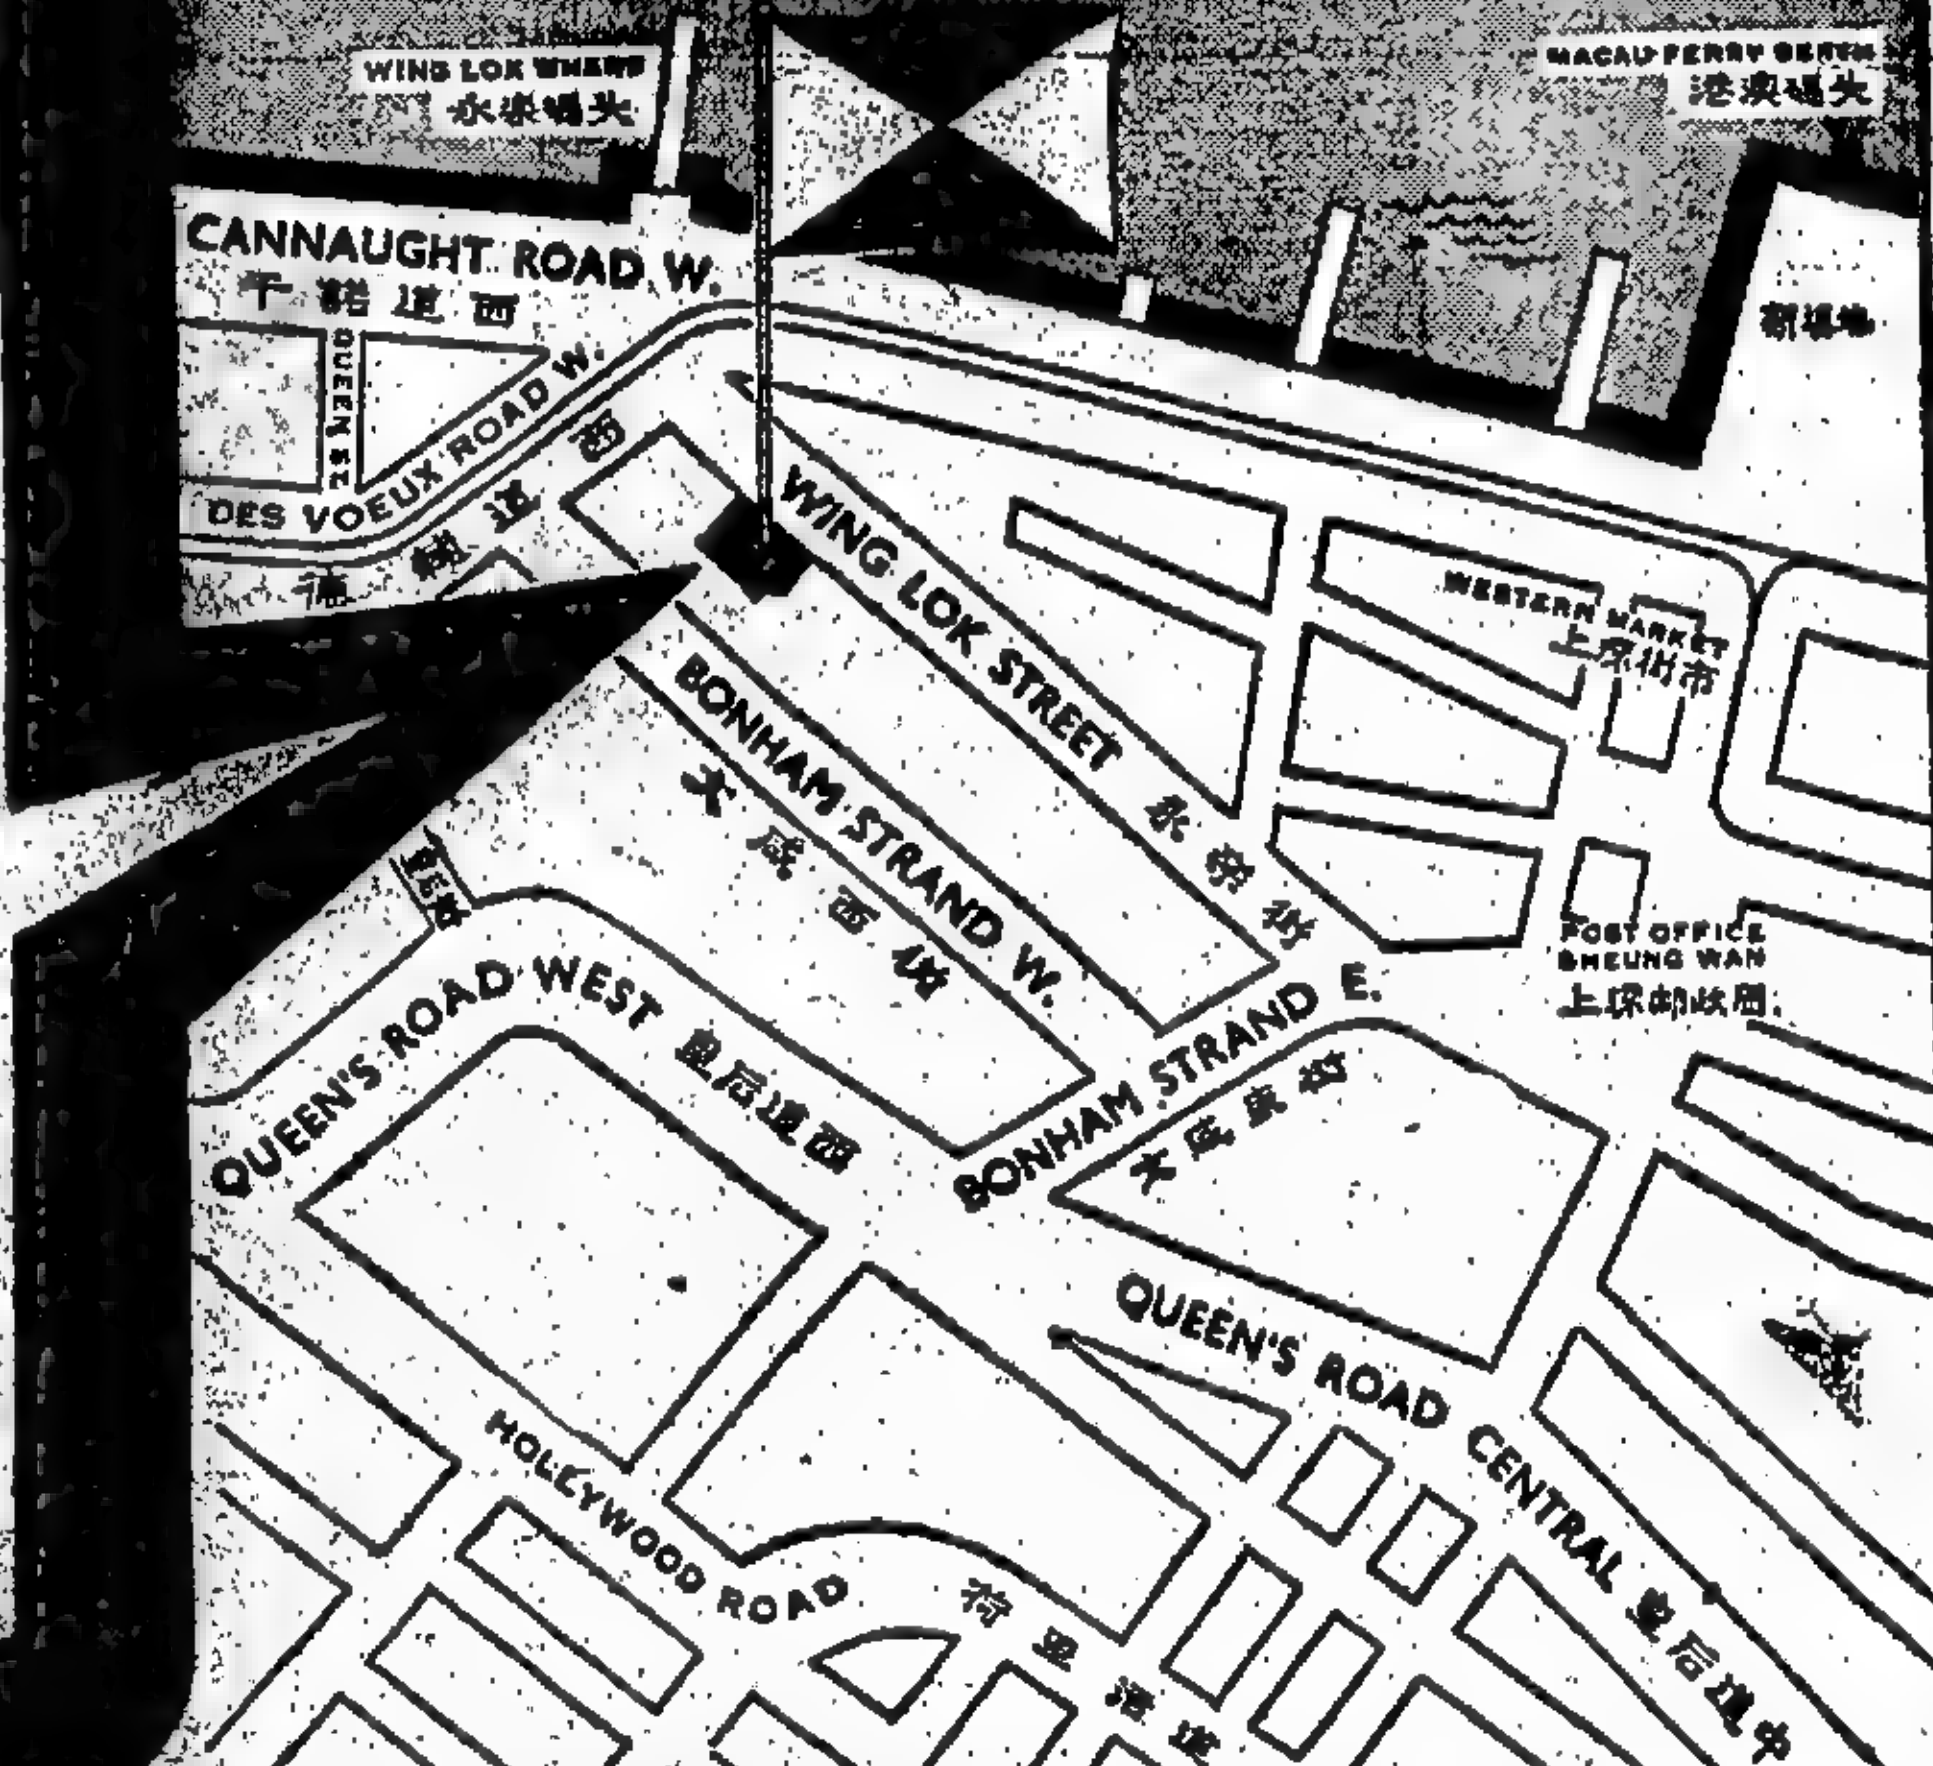 WING LOK WHARF
永乐碼头
MACAU FERRY BERTH
港澳碼头
CANNAUGHT ROAD W.
干諾道西
QUEEN ST
DES VOEUX ROAD W.
德輔道西
WING LOK STREET
永樂街
WESTERN MARKET
上环街市
BONHAM STRAND W.
文咸西街
POST OFFICE
SHEUNG WAN
上环邮政局.
BONHAM STRAND E.
文咸東街
QUEEN'S ROAD WEST
皇后道西
QUEEN'S ROAD CENTRAL
皇后道中
HOLLYWOOD ROAD
荷里活道